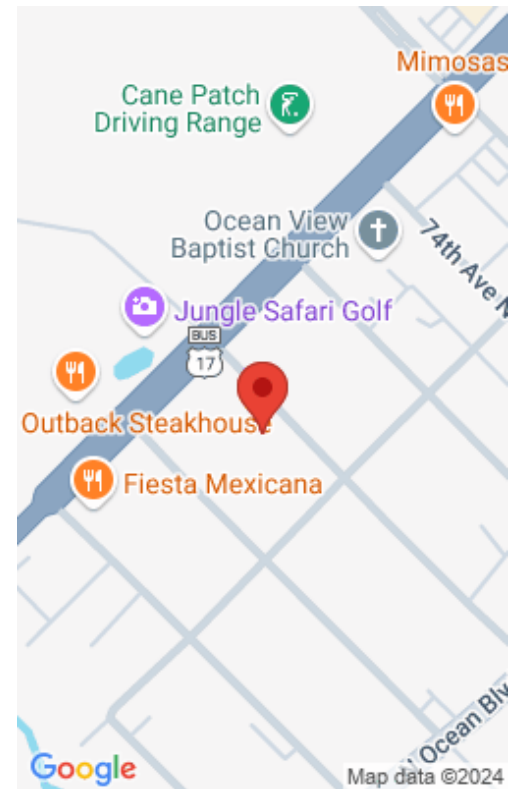 Mimosas
Cane Patch
Driving Range
Ocean View
Baptist Church
74th Ave N
Jungle Safari Golf
BUS
17
Outback Steakhouse
Fiesta Mexicana
Ocean Blv
Google
Map data ©2024